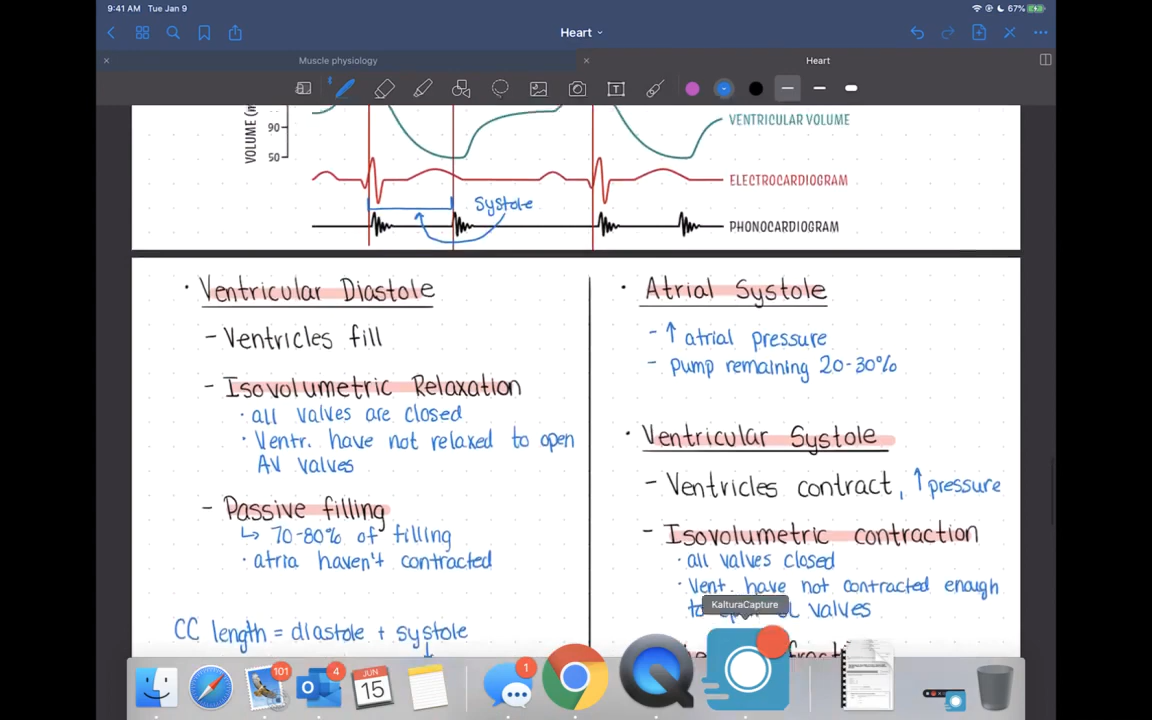 9:41 AM Tue Jan 9
67%
Heart
Muscle physiology
Heart
T
VOLUME
90
50
VENTRICULAR VOLUME
ELECTROCARDIOGRAM
Systole
PHONOCARDIOGRAM
· Ventricular Diastole
- Ventricles fill
- Isovolumetric Relaxation
· all valves are closed
· Ventr. have not relaxed to open
AV valves
- Passive filling
↳ 70-80% of filling
· atria haven't contracted
CC length = diastole + systole
· Atrial Systole
- ↑ atrial pressure
- pump remaining 20-30%
· Ventricular Systole
- Ventricles contract, ↑ pressure
- Isovolumetric contraction
· all valves closed
· Vent. have not contracted enough
to valves
KalturaCapture
101
4
JUN
15
1